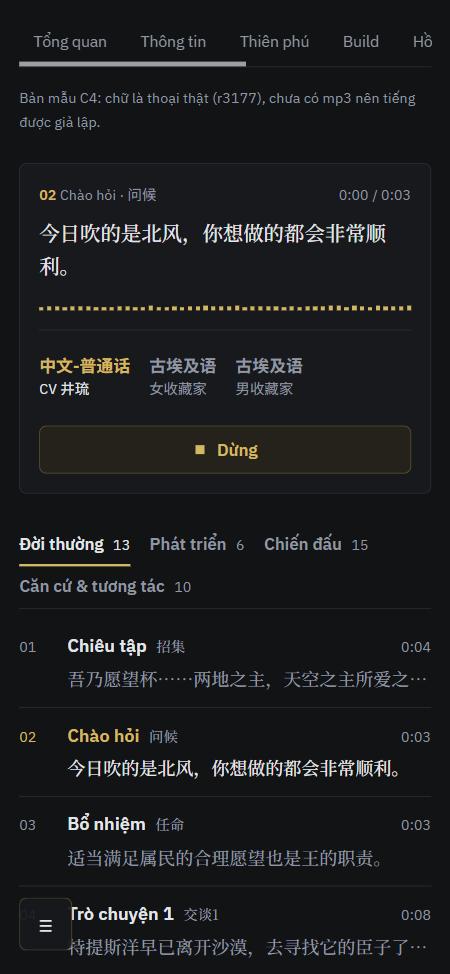 Tổng quan Thông tin Thiên phú Build Hồ
Bản mẫu C4: chữ là thoại thật (r3177), chưa có mp3 nên tiếng
được giả lập.
02 Chào hỏi · 问候 0:00 / 0:03
今日吹的是北风，你想做的都会非常顺
利。
中文-普通话 古埃及语 古埃及语
CV 井琉 女收藏家 男收藏家
Dừng
Đời thường 13 Phát triển 6 Chiến đấu 15
Căn cứ & tương tác 10
01 Chiêu tập 招集 0:04
吾乃愿望杯……两地之主，天空之主所爱之…
02 Chào hỏi 问候 0:03
今日吹的是北风，你想做的都会非常顺利。
03 Bổ nhiệm 任命 0:03
适当满足属民的合理愿望也是王的职责。
04 Trò chuyện 1 交谈1 0:08
特提斯洋早已离开沙漠，去寻找它的臣子了…